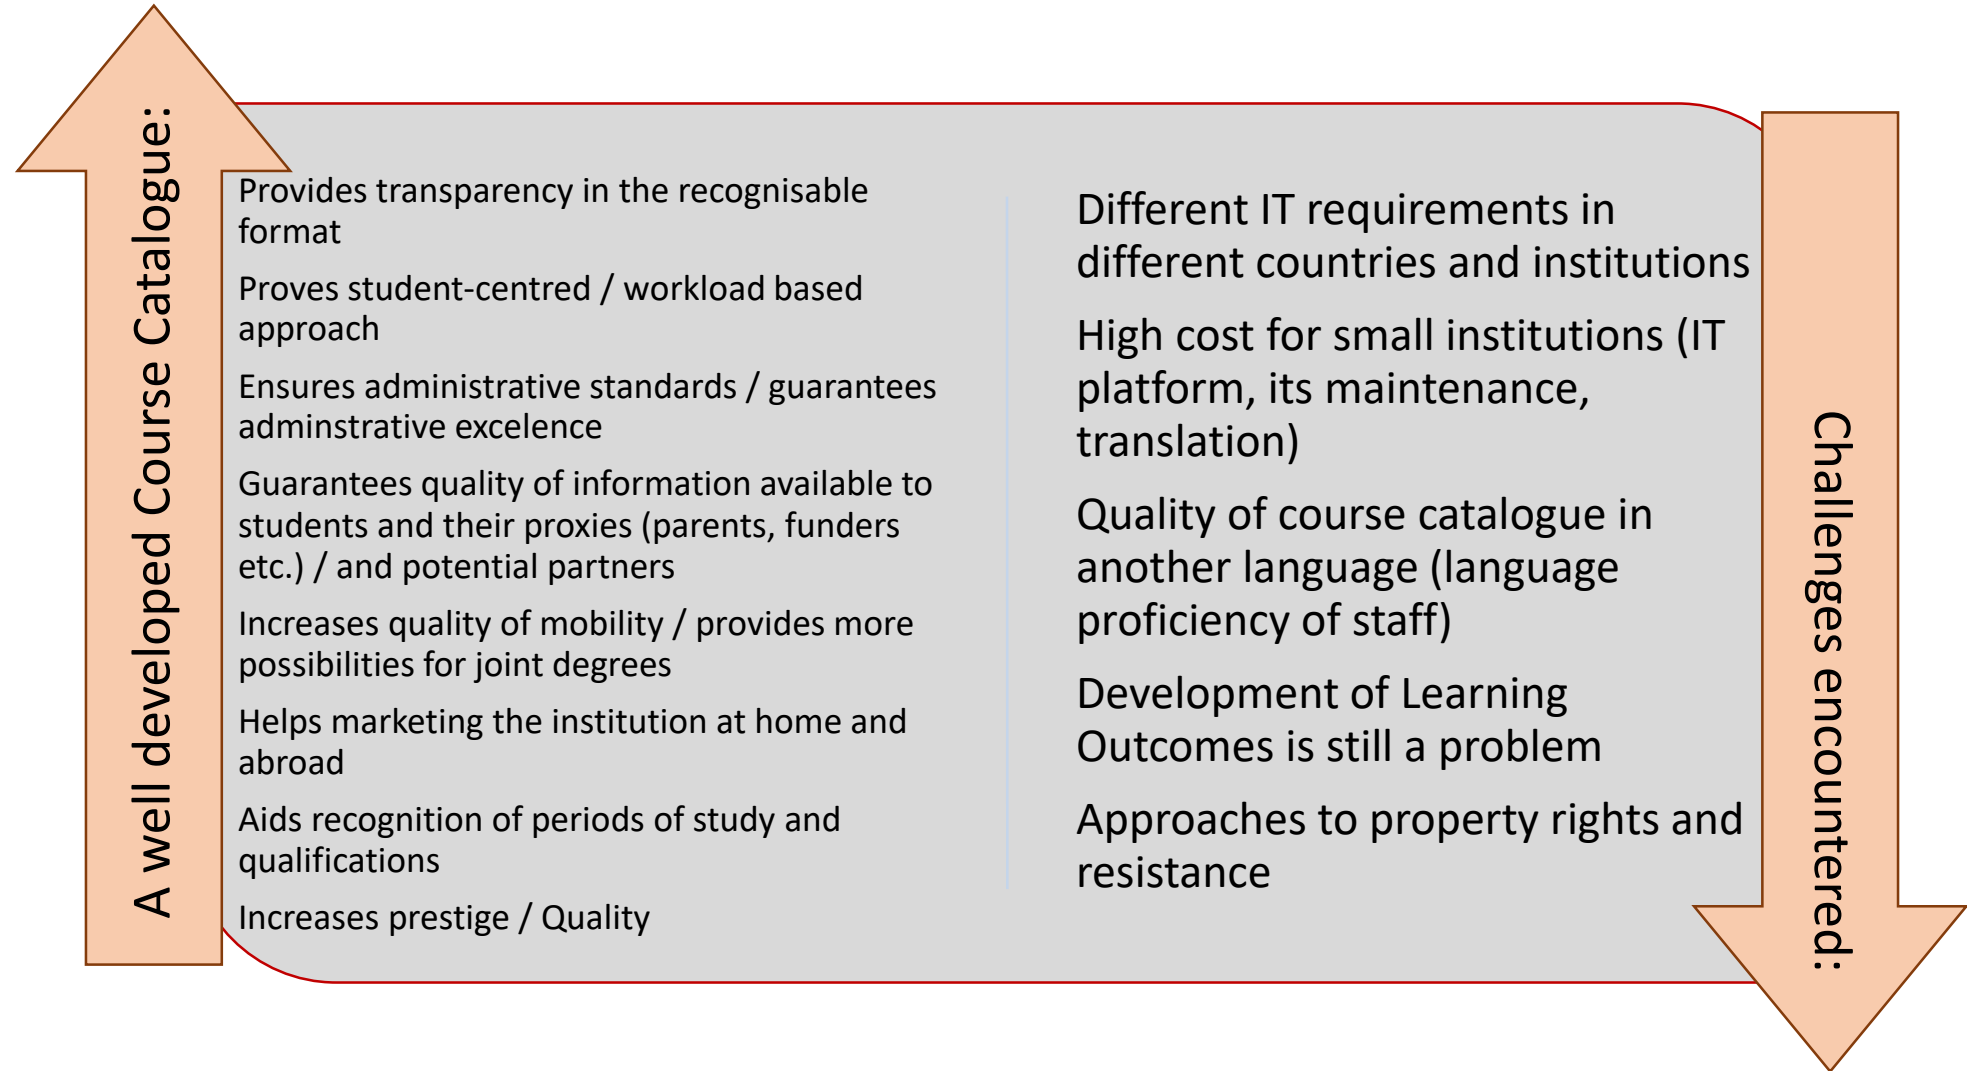 A well developed Course Catalogue:
Provides transparency in the recognisable
format
Proves student-centred / workload based
approach
Ensures administrative standards / guarantees
adminstrative excelence
Guarantees quality of information available to
students and their proxies (parents, funders
etc.) / and potential partners
Increases quality of mobility / provides more
possibilities for joint degrees
Helps marketing the institution at home and
abroad
Aids recognition of periods of study and
qualifications
Increases prestige / Quality
Different IT requirements in
different countries and institutions
High cost for small institutions (IT
platform, its maintenance,
translation)
Quality of course catalogue in
another language (language
proficiency of staff)
Development of Learning
Outcomes is still a problem
Approaches to property rights and
resistance
Challenges encountered: